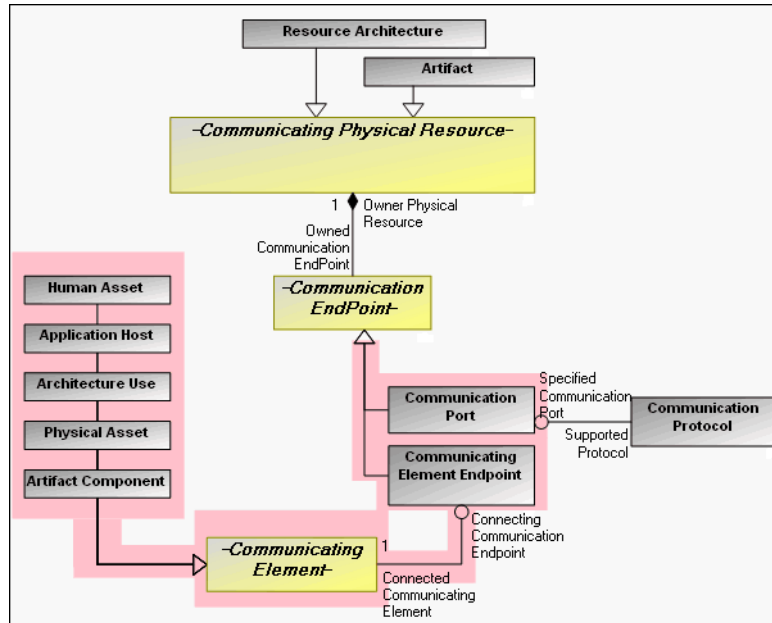 Resource Architecture
Artifact
-Communicating Physical Resource-
1
Owner Physical
Resource
Owned
Communication
EndPoint
-Communication
EndPoint-
Human Asset
Application Host
Architecture Use
Physical Asset
Artifact Component
Communication
Port
Specified
Communication
Port
Supported
Protocol
Communication
Protocol
Communicating
Element Endpoint
Connecting
Communication
Endpoint
-Communicating
Element-
1
Connected
Communicating
Element